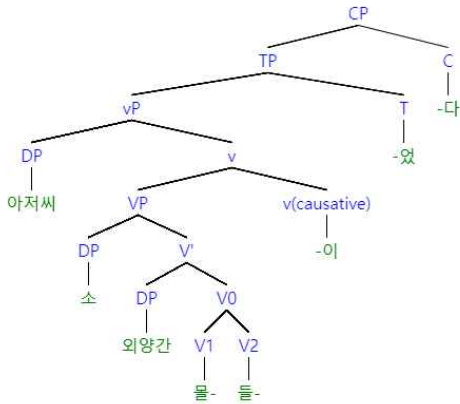 CP
TP C
vP T -다
DP v -었
아저씨 VP v(causative)
DP V' -이
소 DP V0
외양간 V1 V2
몰- 들-